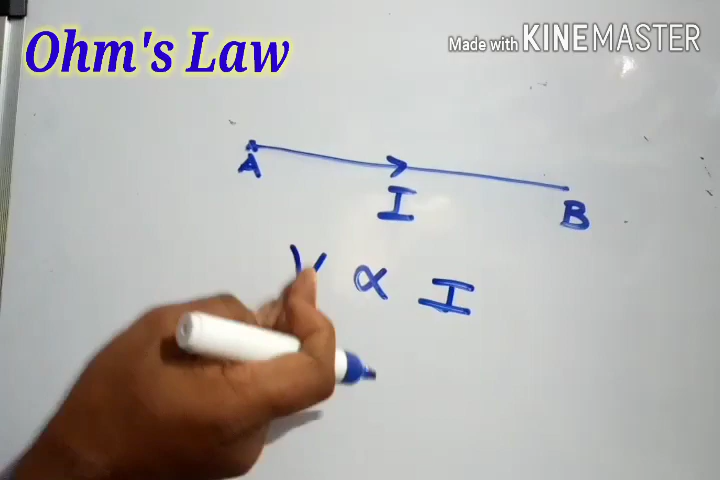 Ohm's Law
Made with KINEMASTER
A
I
B
V ∝ I